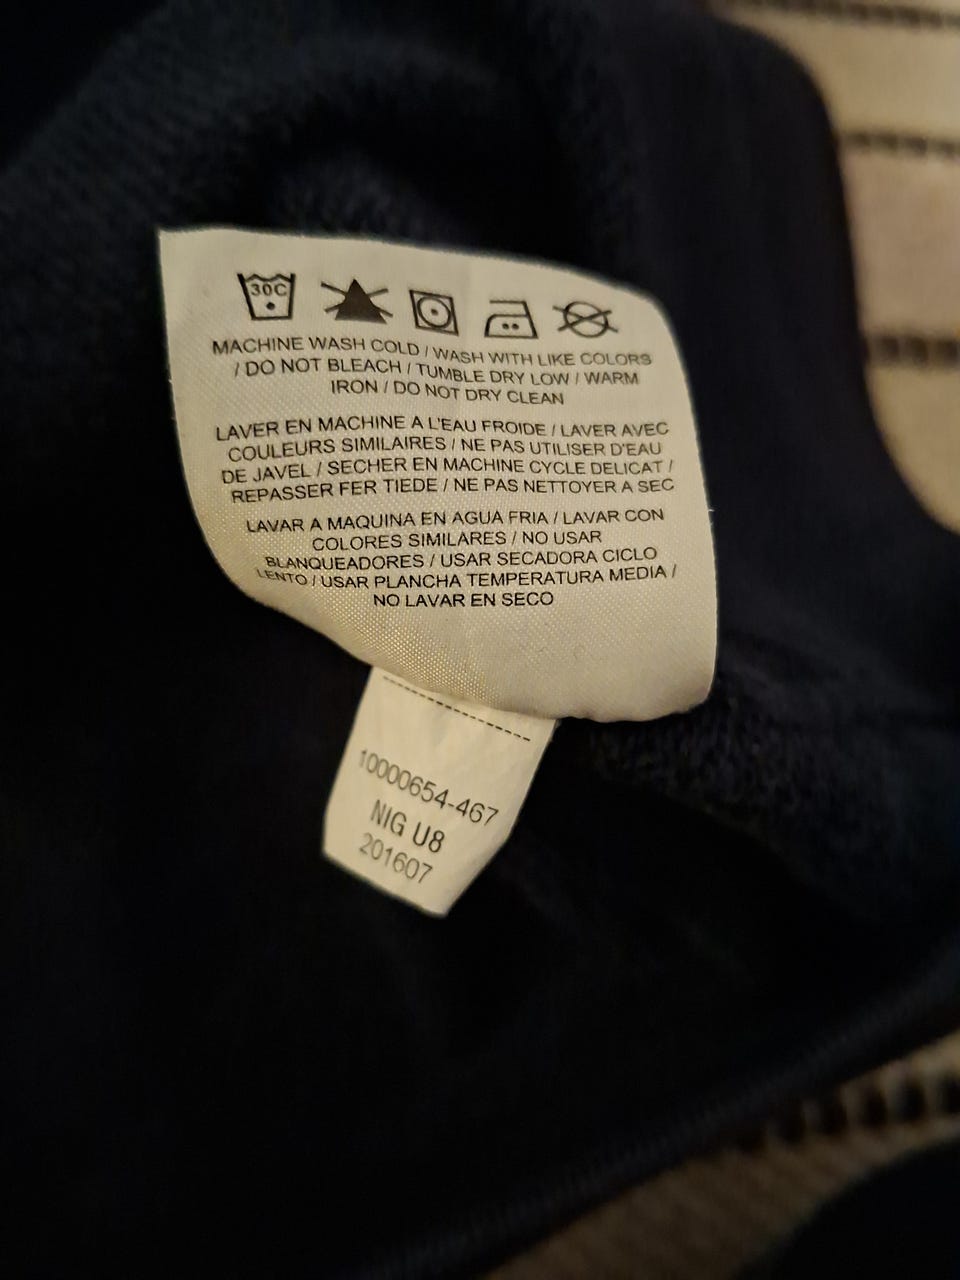 30C
MACHINE WASH COLD / WASH WITH LIKE COLORS
/ DO NOT BLEACH / TUMBLE DRY LOW / WARM
IRON / DO NOT DRY CLEAN
LAVER EN MACHINE A L'EAU FROIDE / LAVER AVEC
COULEURS SIMILAIRES / NE PAS UTILISER D'EAU
DE JAVEL / SECHER EN MACHINE CYCLE DELICAT /
REPASSER FER TIEDE / NE PAS NETTOYER A SEC
LAVAR A MAQUINA EN AGUA FRIA / LAVAR CON
COLORES SIMILARES / NO USAR
BLANQUEADORES / USAR SECADORA CICLO
LENTO / USAR PLANCHA TEMPERATURA MEDIA /
NO LAVAR EN SECO
10000654-467
NIG U8
201607